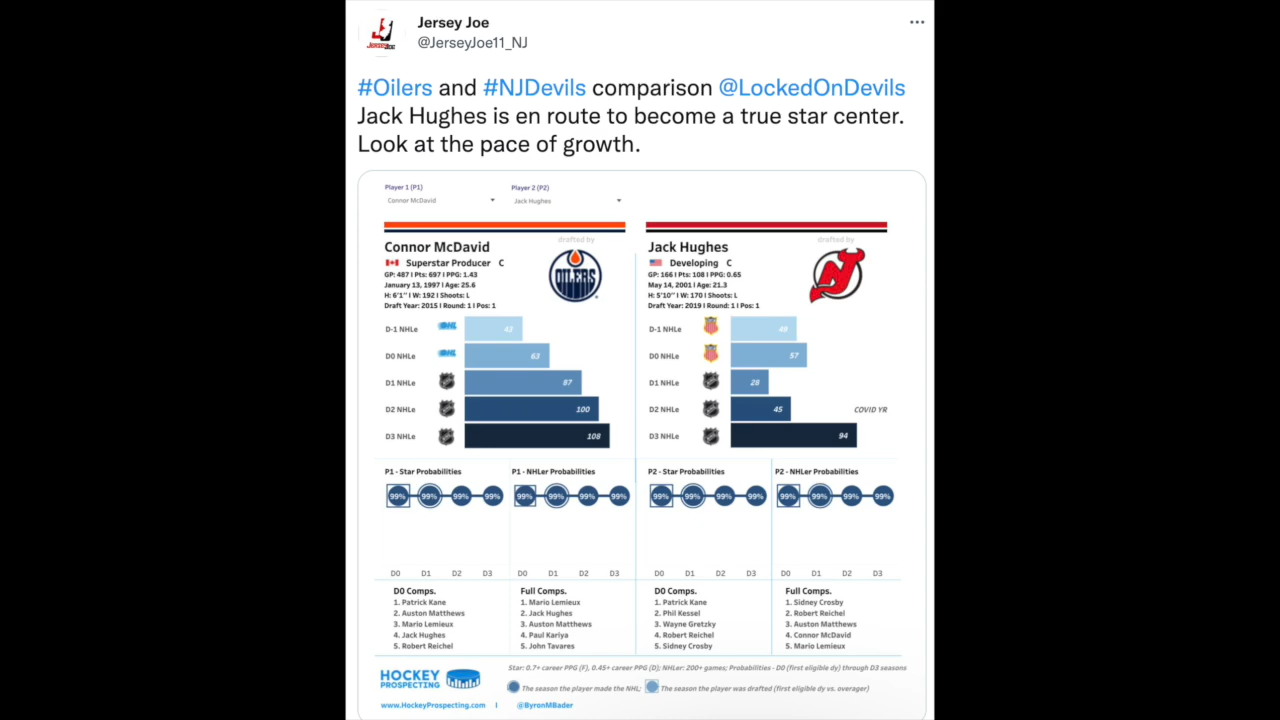 Jersey Joe
@JerseyJoe11_NJ
#Oilers and #NJDevils comparison @LockedOnDevils
Jack Hughes is en route to become a true star center.
Look at the pace of growth.
Player 1 (P1)
Connor McDavid
Player 2 (P2)
Jack Hughes
Connor McDavid
drafted by
Superstar Producer C
GP: 487 I Pts: 697 I PPG: 1.43
January 13, 1997 I Age: 25.6
H: 6'1" I W: 192 I Shoots: L
Draft Year: 2015 I Round: 1 I Pos: 1
OILERS
D-1 NHLe 43
D0 NHLe 63
D1 NHLe 87
D2 NHLe 100
D3 NHLe 108
Jack Hughes
drafted by
Developing C
GP: 166 I Pts: 108 I PPG: 0.65
May 14, 2001 I Age: 21.3
H: 5'10" I W: 170 I Shoots: L
Draft Year: 2019 I Round: 1 I Pos: 1
D-1 NHLe 49
D0 NHLe 57
D1 NHLe 28
D2 NHLe 45 COVID YR
D3 NHLe 94
P1 - Star Probabilities
99% 99% 99% 99%
D0 D1 D2 D3
P1 - NHLer Probabilities
99% 99% 99% 99%
D0 D1 D2 D3
P2 - Star Probabilities
99% 99% 99% 99%
D0 D1 D2 D3
P2 - NHLer Probabilities
99% 99% 99% 99%
D0 D1 D2 D3
D0 Comps.
1. Patrick Kane
2. Auston Matthews
3. Mario Lemieux
4. Jack Hughes
5. Robert Reichel
Full Comps.
1. Mario Lemieux
2. Jack Hughes
3. Auston Matthews
4. Paul Kariya
5. John Tavares
D0 Comps.
1. Patrick Kane
2. Phil Kessel
3. Wayne Gretzky
4. Robert Reichel
5. Sidney Crosby
Full Comps.
1. Sidney Crosby
2. Robert Reichel
3. Auston Matthews
4. Connor McDavid
5. Mario Lemieux
HOCKEY
PROSPECTING
Star: 0.7+ career PPG (F), 0.45+ career PPG (D); NHLer: 200+ games; Probabilities - D0 (first eligible dy) through D3 seasons
The season the player made the NHL; The season the player was drafted (first eligible dy vs. overager)
www.HockeyProspecting.com I @ByronMBader